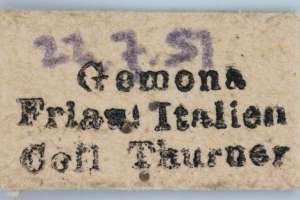 22 7. 51
Gemona
Friaul Italien
Coll Thurner